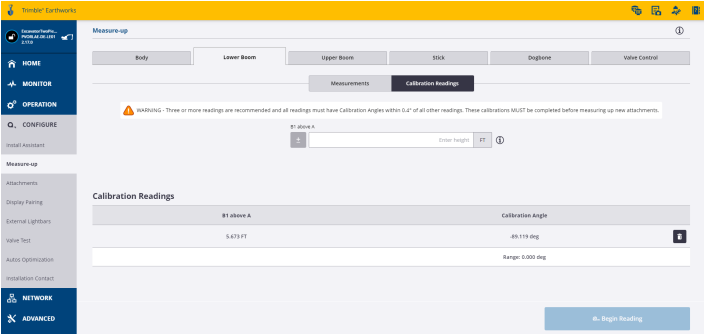 Trimble® Earthworks
ExcavatorTwoPie...
2.17.0
Measure-up
Body
Lower Boom
Upper Boom
Stick
Dogbone
Valve Control
HOME
MONITOR
OPERATION
CONFIGURE
Install Assistant
Measure-up
Attachments
Display Pairing
External Lightbars
Valve Test
Autos Optimization
Installation Contact
NETWORK
ADVANCED
Measurements
Calibration Readings
WARNING - Three or more readings are recommended and all readings must have Calibration Angles within 0.4° of all other readings. These calibrations MUST be completed before measuring up new attachments.
B1 above A
±
Enter height
FT
Calibration Readings
B1 above A
Calibration Angle
5.673 FT
-89.119 deg
Range: 0.000 deg
Begin Reading